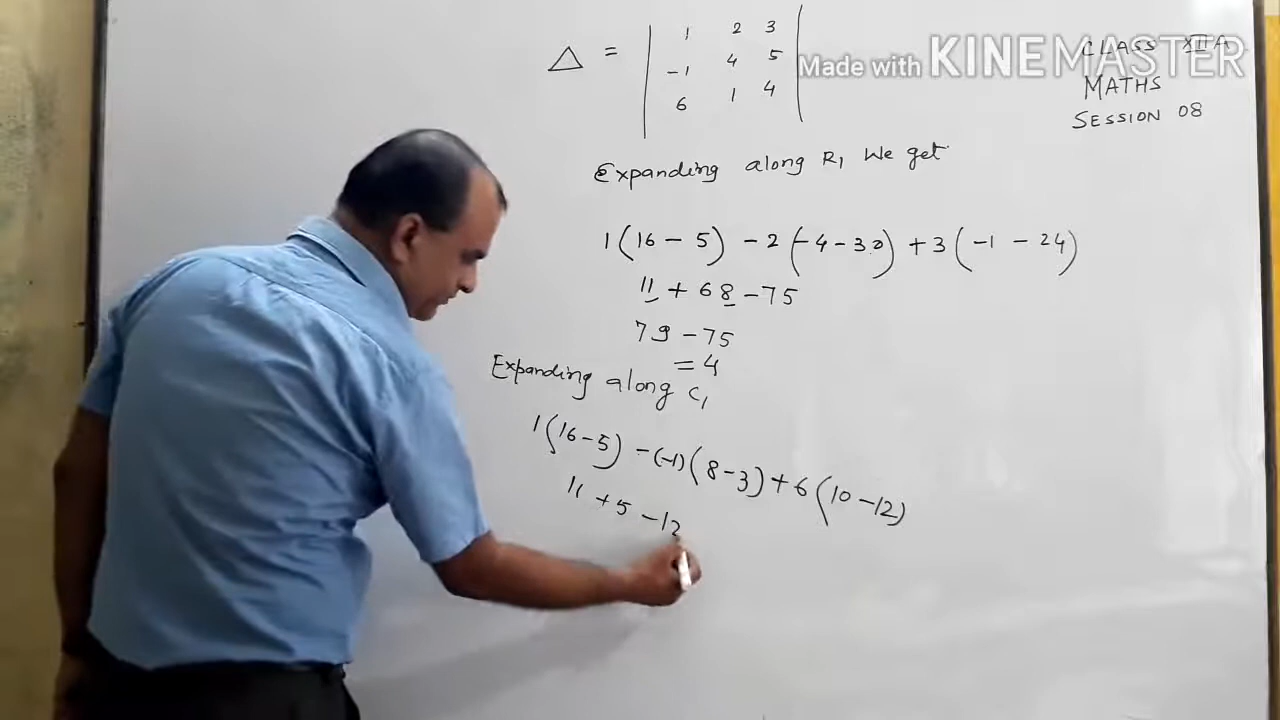 △ = | 1 2 3 |
| -1 4 5 |
| 6 1 4 |
Made with KINEMASTER
CLASS XII A
MATHS
SESSION 08
Expanding along R₁ We get
1(16 - 5) - 2(-4 - 30) + 3(-1 - 24)
11 + 68 - 75
79 - 75
= 4
Expanding along C₁
1(16 - 5) - (-1)(8 - 3) + 6(10 - 12)
11 + 5 - 12